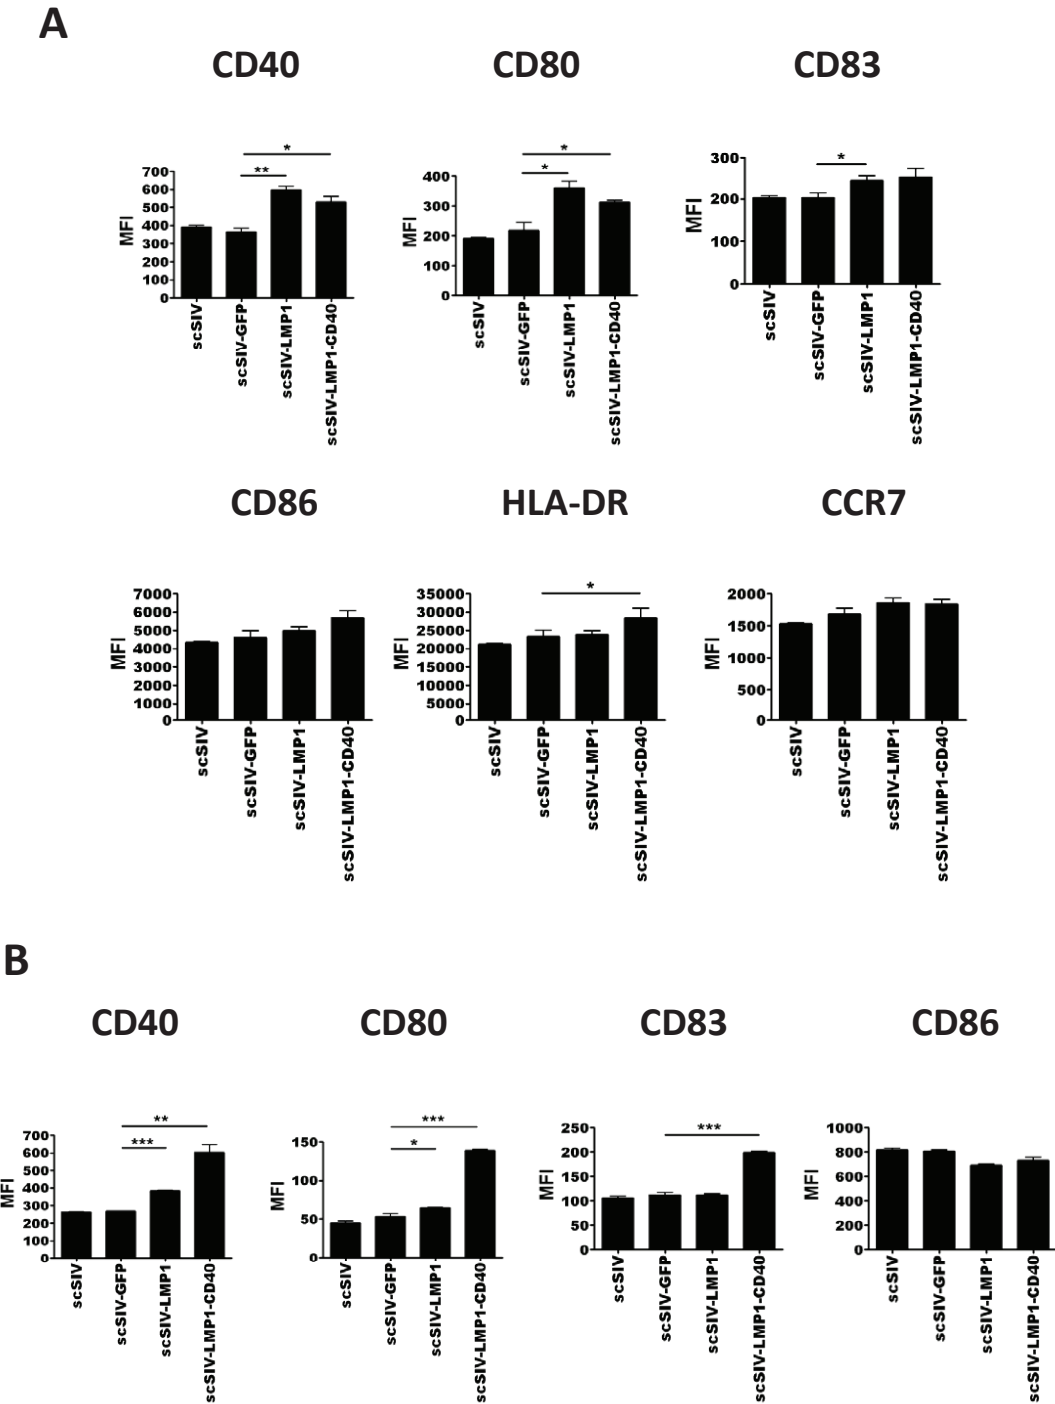 A
CD40 CD80 CD83
* * *
** *
MFI 700 600 500 400 300 200 100 0
MFI 400 300 200 100 0
MFI 300 200 100 0
scSIV scSIV-GFP scSIV-LMP1 scSIV-LMP1-CD40
scSIV scSIV-GFP scSIV-LMP1 scSIV-LMP1-CD40
scSIV scSIV-GFP scSIV-LMP1 scSIV-LMP1-CD40
CD86 HLA-DR CCR7
*
MFI 7000 6000 5000 4000 3000 2000 1000 0
MFI 35000 30000 25000 20000 15000 10000 5000 0
MFI 2000 1500 1000 500 0
scSIV scSIV-GFP scSIV-LMP1 scSIV-LMP1-CD40
scSIV scSIV-GFP scSIV-LMP1 scSIV-LMP1-CD40
scSIV scSIV-GFP scSIV-LMP1 scSIV-LMP1-CD40
B
CD40 CD80 CD83 CD86
** *** ***
*** *
MFI 700 600 500 400 300 200 100 0
MFI 150 100 50 0
MFI 250 200 150 100 50 0
MFI 1000 800 600 400 200 0
scSIV scSIV-GFP scSIV-LMP1 scSIV-LMP1-CD40
scSIV scSIV-GFP scSIV-LMP1 scSIV-LMP1-CD40
scSIV scSIV-GFP scSIV-LMP1 scSIV-LMP1-CD40
scSIV scSIV-GFP scSIV-LMP1 scSIV-LMP1-CD40